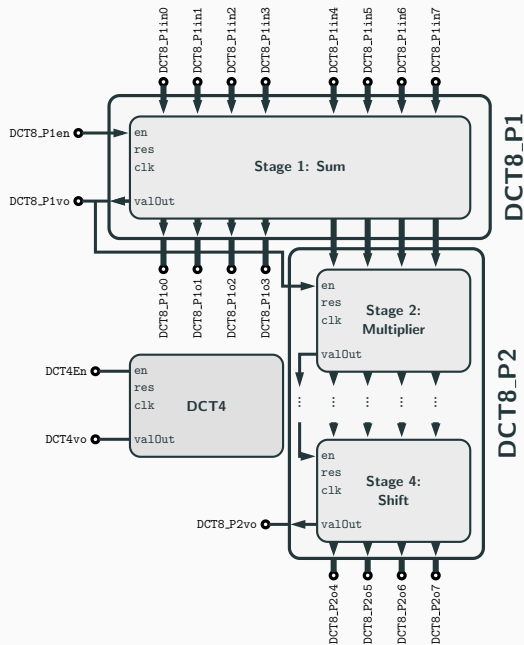 DCT8_P1in0
DCT8_P1in1
DCT8_P1in2
DCT8_P1in3
DCT8_P1in4
DCT8_P1in5
DCT8_P1in6
DCT8_P1in7
DCT8_P1
DCT8_P1en
en
res
clk
Stage 1: Sum
DCT8_P1vo
valOut
DCT8_P1o0
DCT8_P1o1
DCT8_P1o2
DCT8_P1o3
en
res
clk
Stage 2:
Multiplier
valOut
DCT8_P2
DCT4En
en
res
clk
DCT4
DCT4vo
valOut
⋮ ⋮ ⋮ ⋮ ⋮
en
res
clk
Stage 4:
Shift
DCT8_P2vo
valOut
DCT8_P2o4
DCT8_P2o5
DCT8_P2o6
DCT8_P2o7